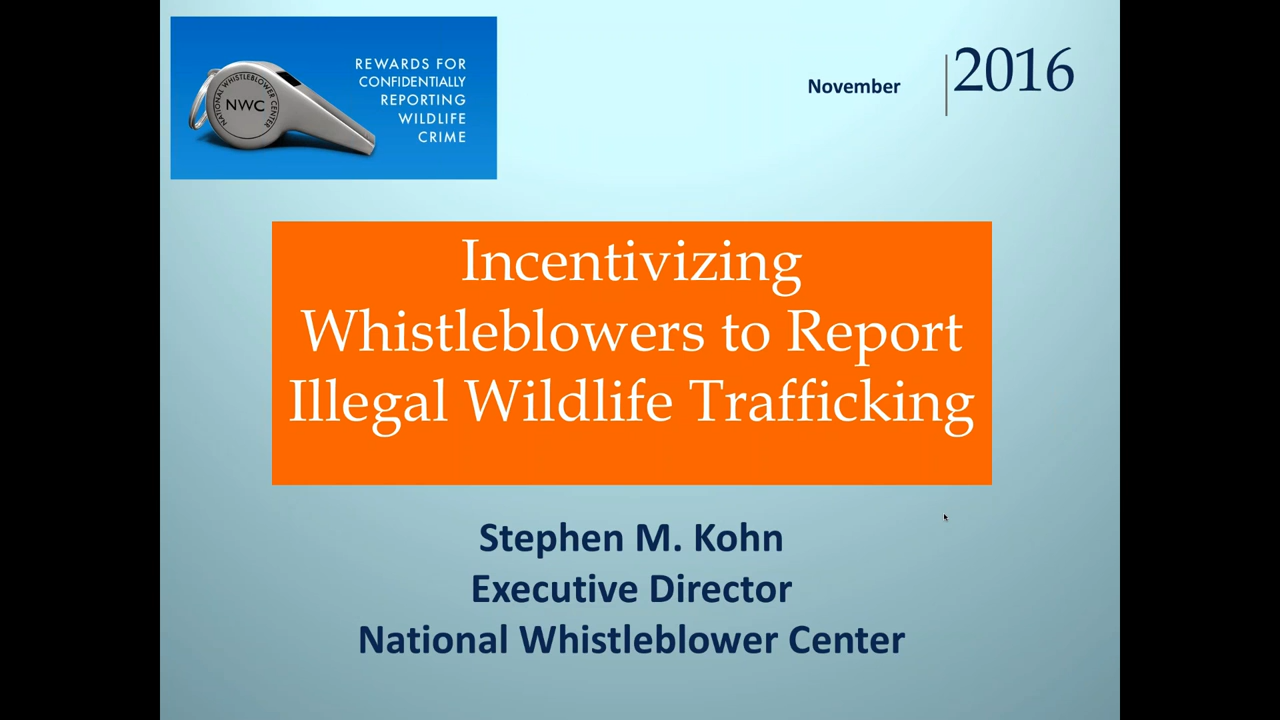 NATIONAL WHISTLEBLOWER CENTER
NWC
REWARDS FOR
CONFIDENTIALLY
REPORTING
WILDLIFE
CRIME
November
2016
Incentivizing
Whistleblowers to Report
Illegal Wildlife Trafficking
Stephen M. Kohn
Executive Director
National Whistleblower Center